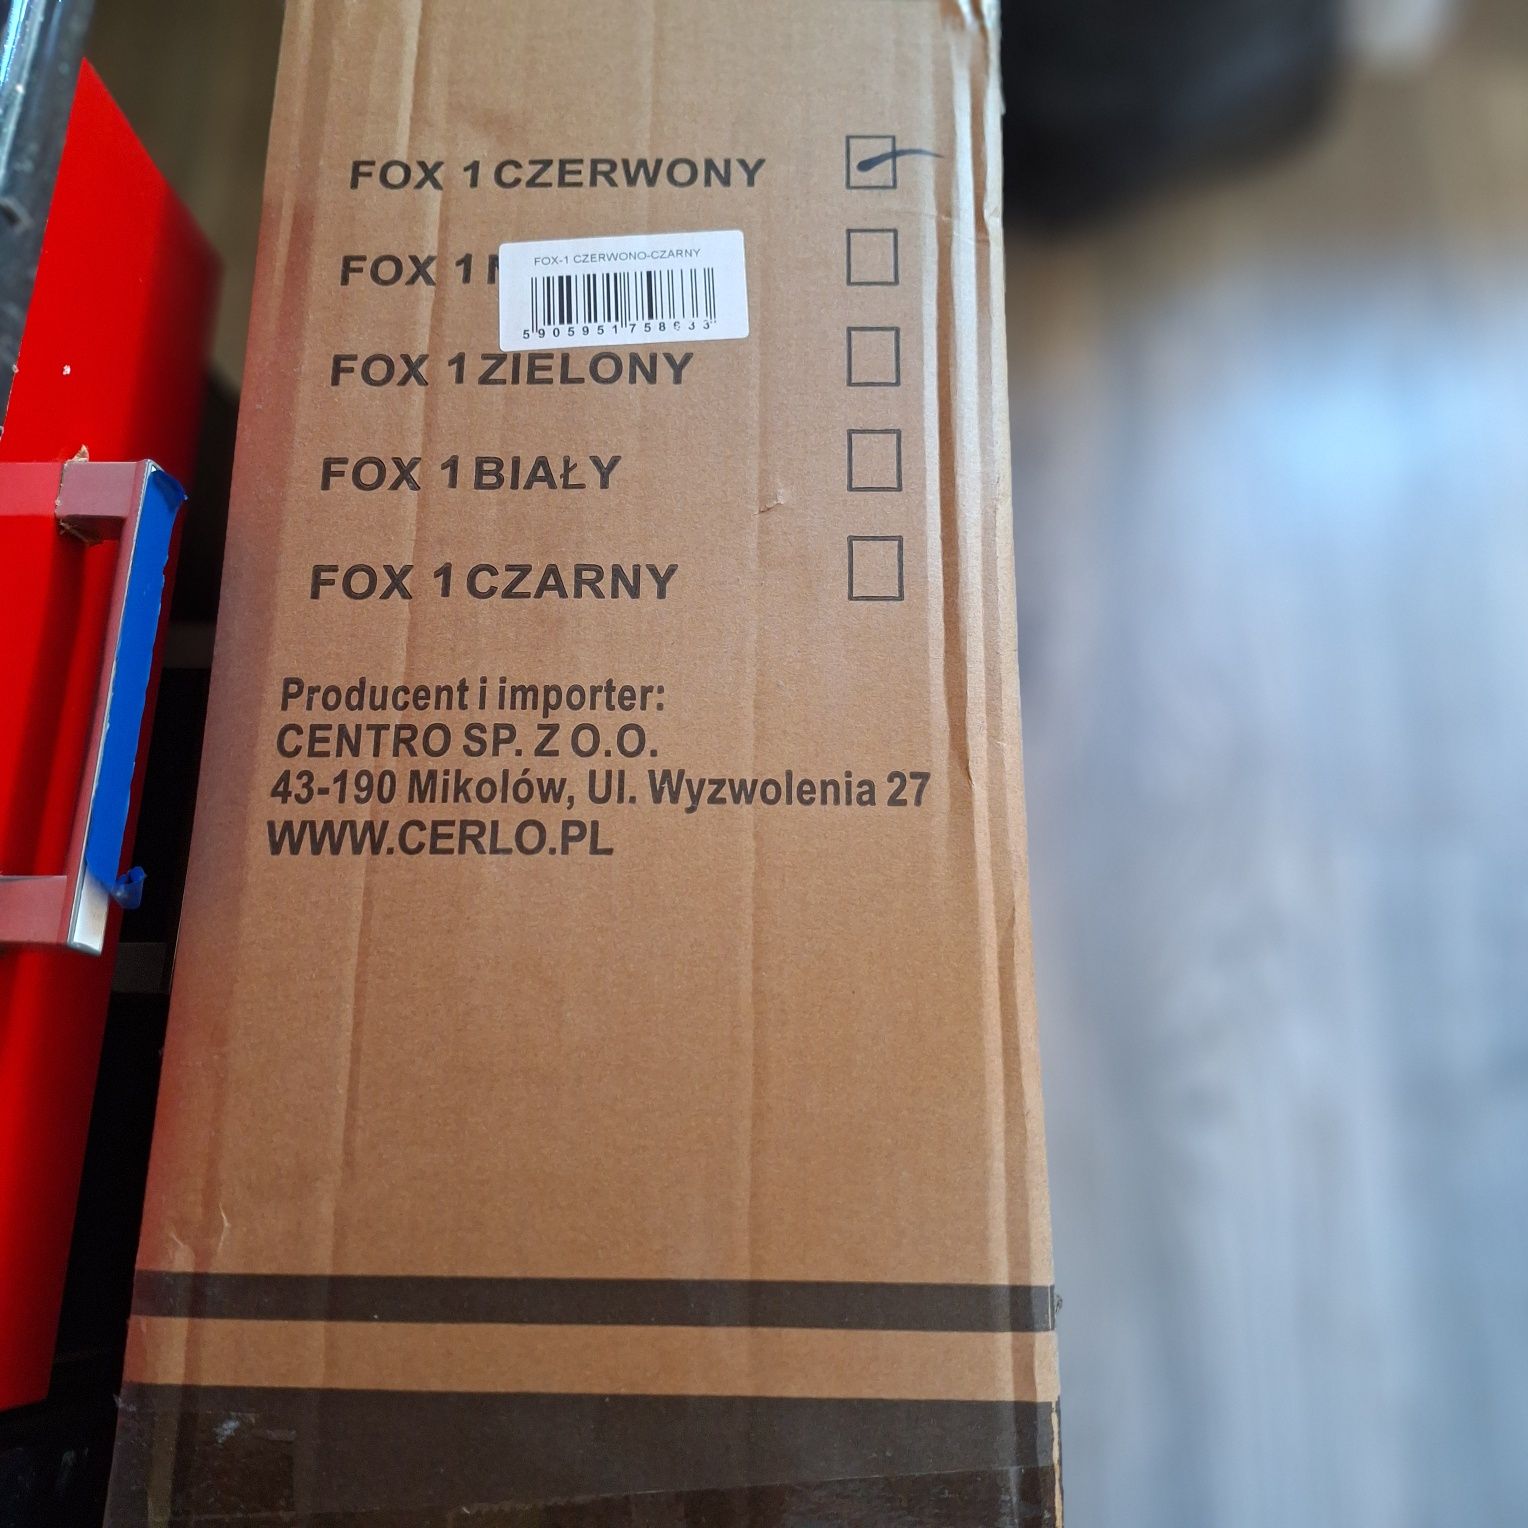 FOX 1 CZERWONY
FOX 1
FOX-1 CZERWONO-CZARNY
FOX 1 ZIELONY
FOX 1 BIAŁY
FOX 1 CZARNY
Producent i importer:
CENTRO SP. Z O.O.
43-190 Mikolów, Ul. Wyzwolenia 27
WWW.CERLO.PL